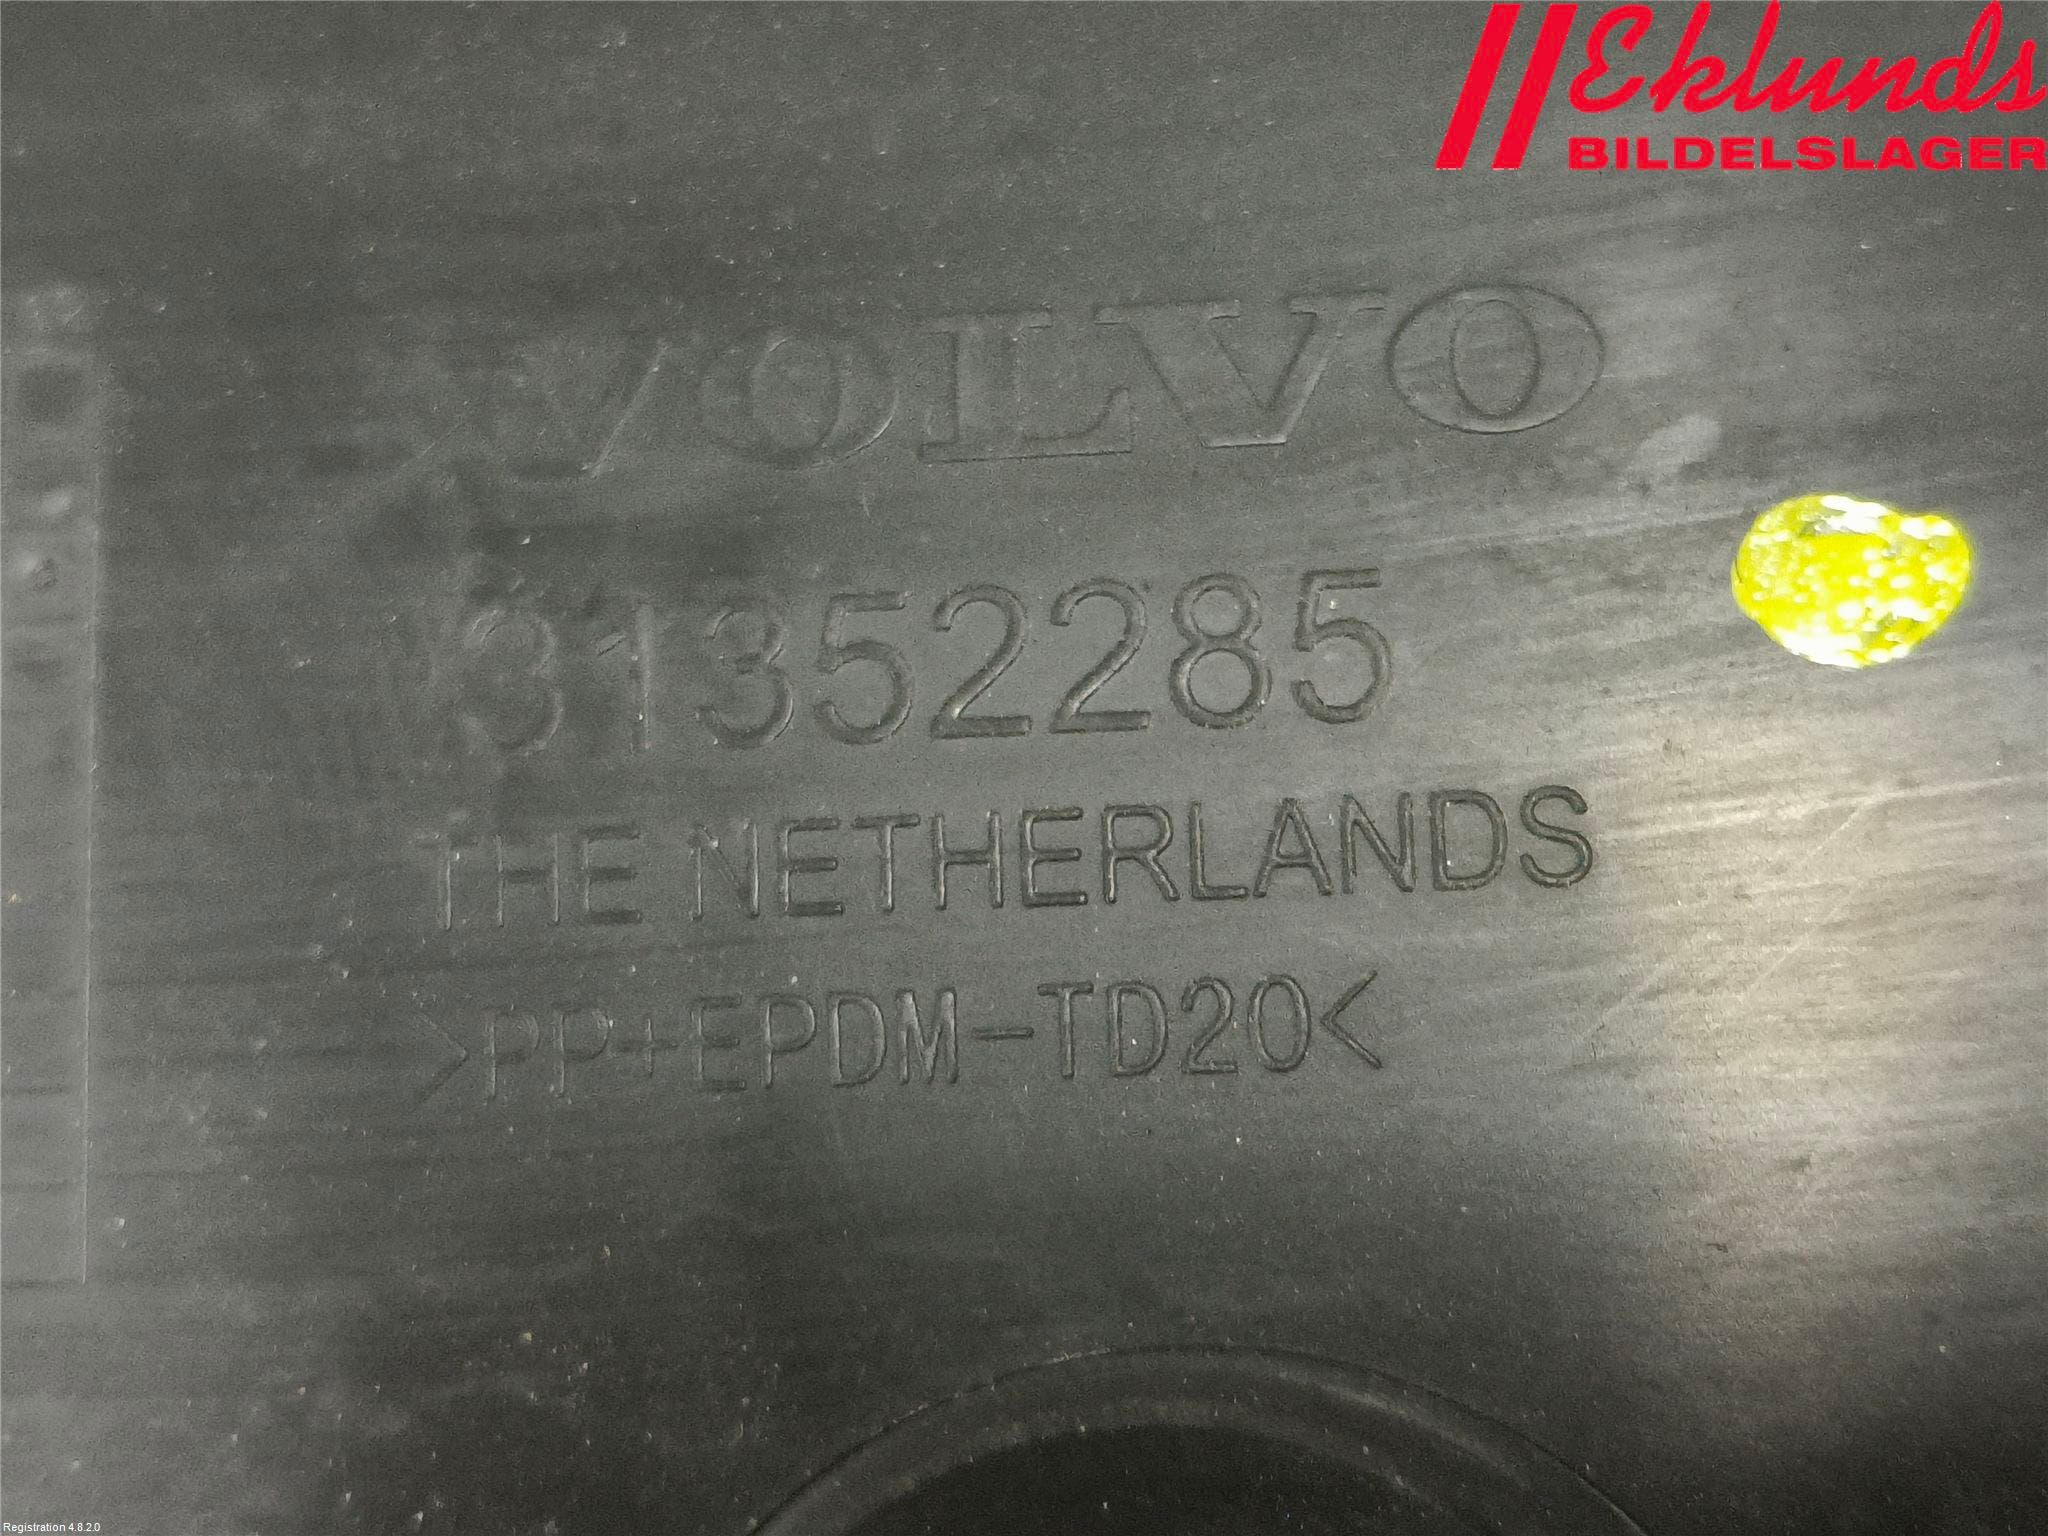 Eklunds
BILDELSLAGER
VOLVO
31352285
THE NETHERLANDS
>PP+EPDM-TD20<
Registration 4.8.2.0